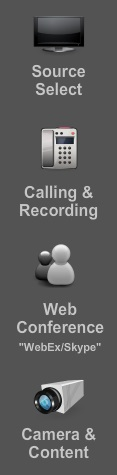 Source
Select
Calling &
Recording
Web
Conference
"WebEx/Skype"
Camera &
Content